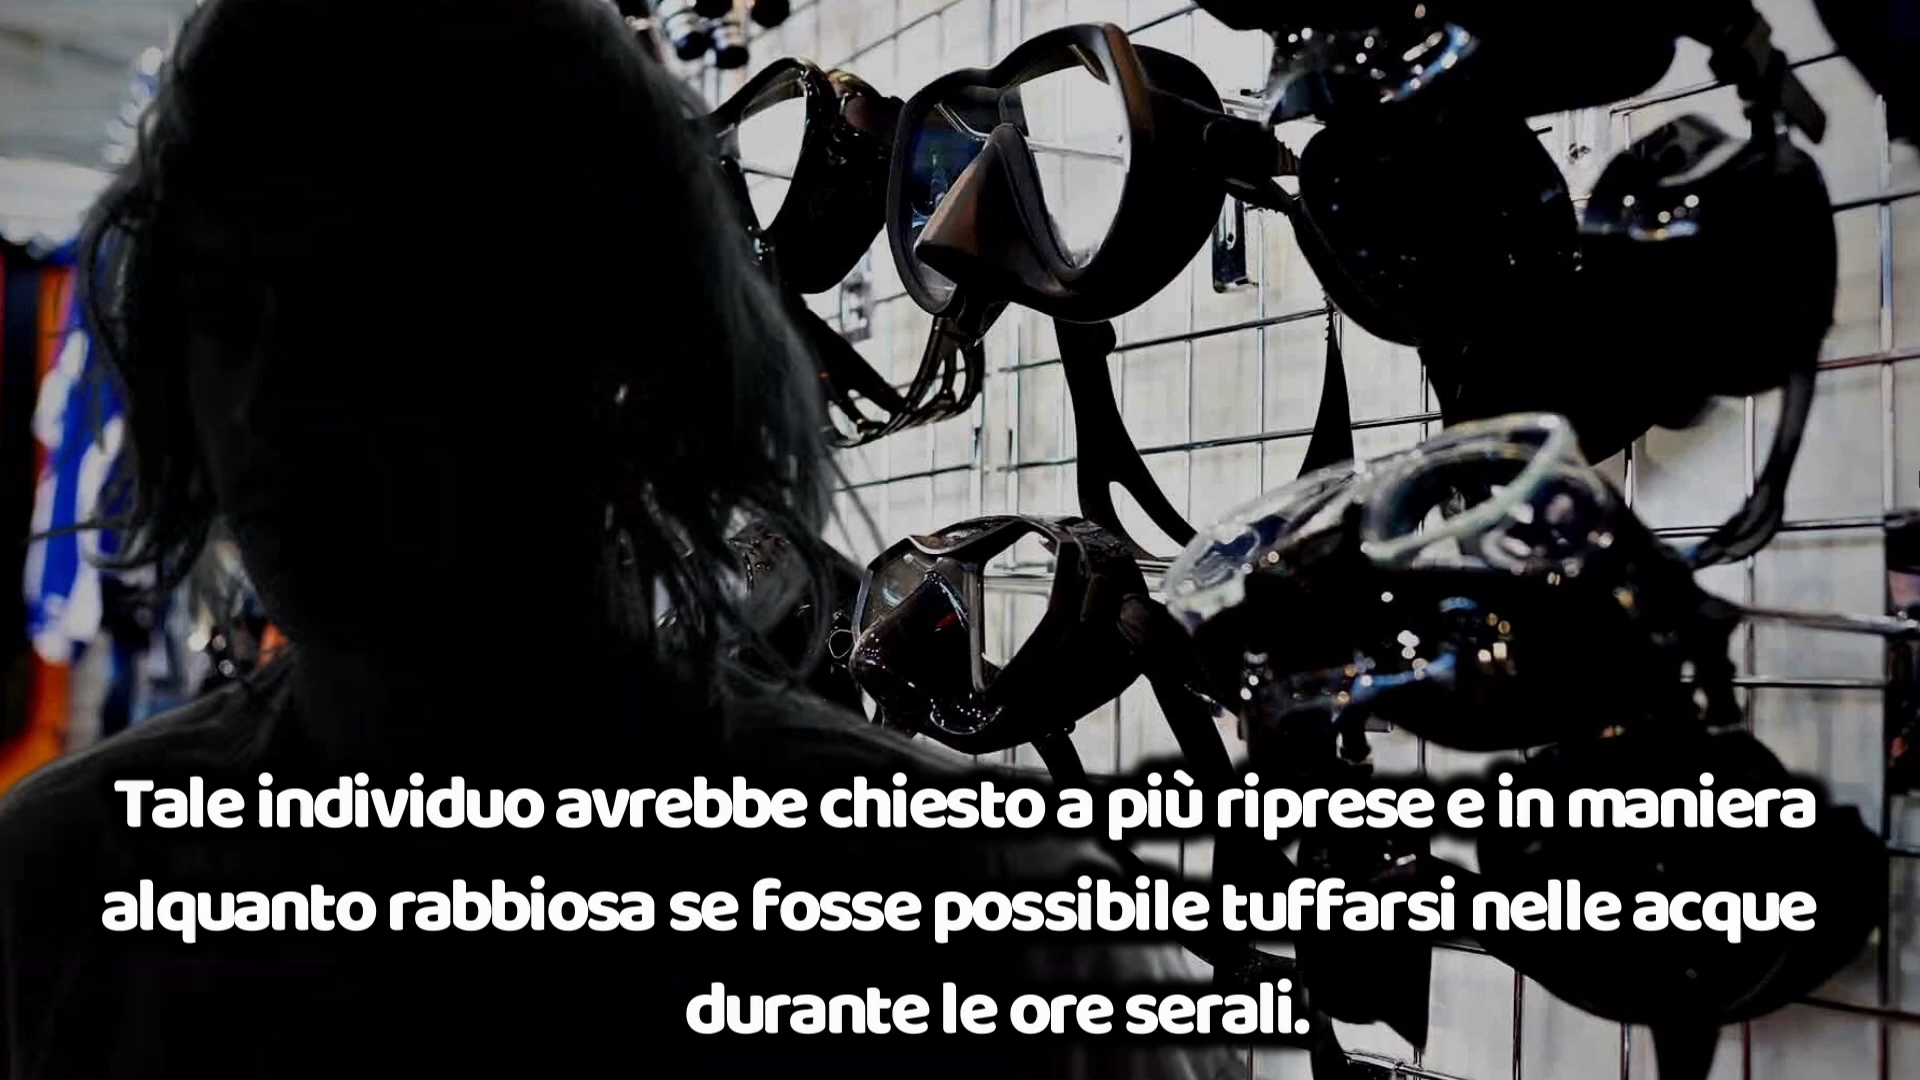 Tale individuo avrebbe chiesto a più riprese e in maniera
alquanto rabbiosa se fosse possibile tuffarsi nelle acque
durante le ore serali.